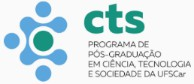 cts
PROGRAMA DE
PÓS-GRADUAÇÃO
EM CIÊNCIA, TECNOLOGIA
E SOCIEDADE DA UFSCar